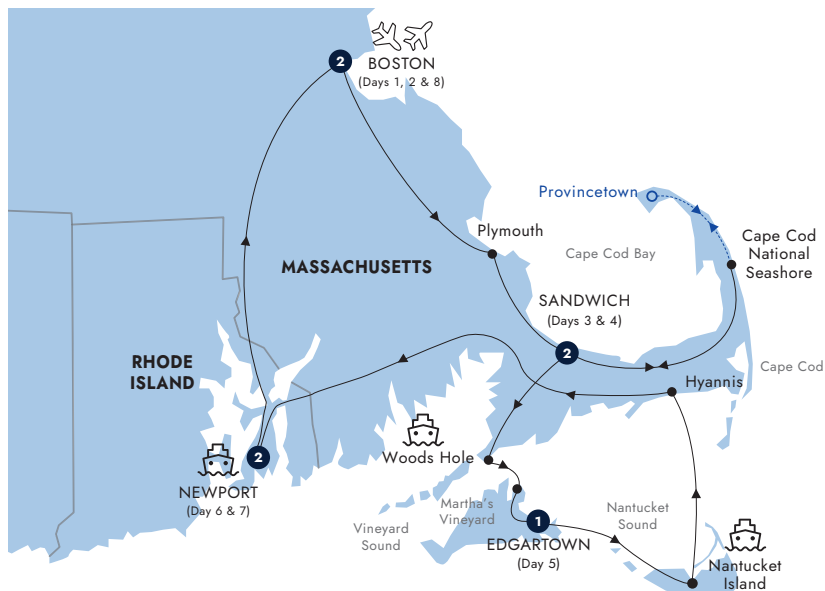 2
BOSTON
(Days 1, 2 & 8)
Provincetown
Plymouth
Cape Cod
National
Seashore
Cape Cod Bay
MASSACHUSETTS
SANDWICH
(Days 3 & 4)
2
RHODE
ISLAND
Cape Cod
Hyannis
2
Woods Hole
NEWPORT
(Day 6 & 7)
Martha's
Vineyard
Nantucket
Sound
Vineyard
Sound
1
EDGARTOWN
(Day 5)
Nantucket
Island